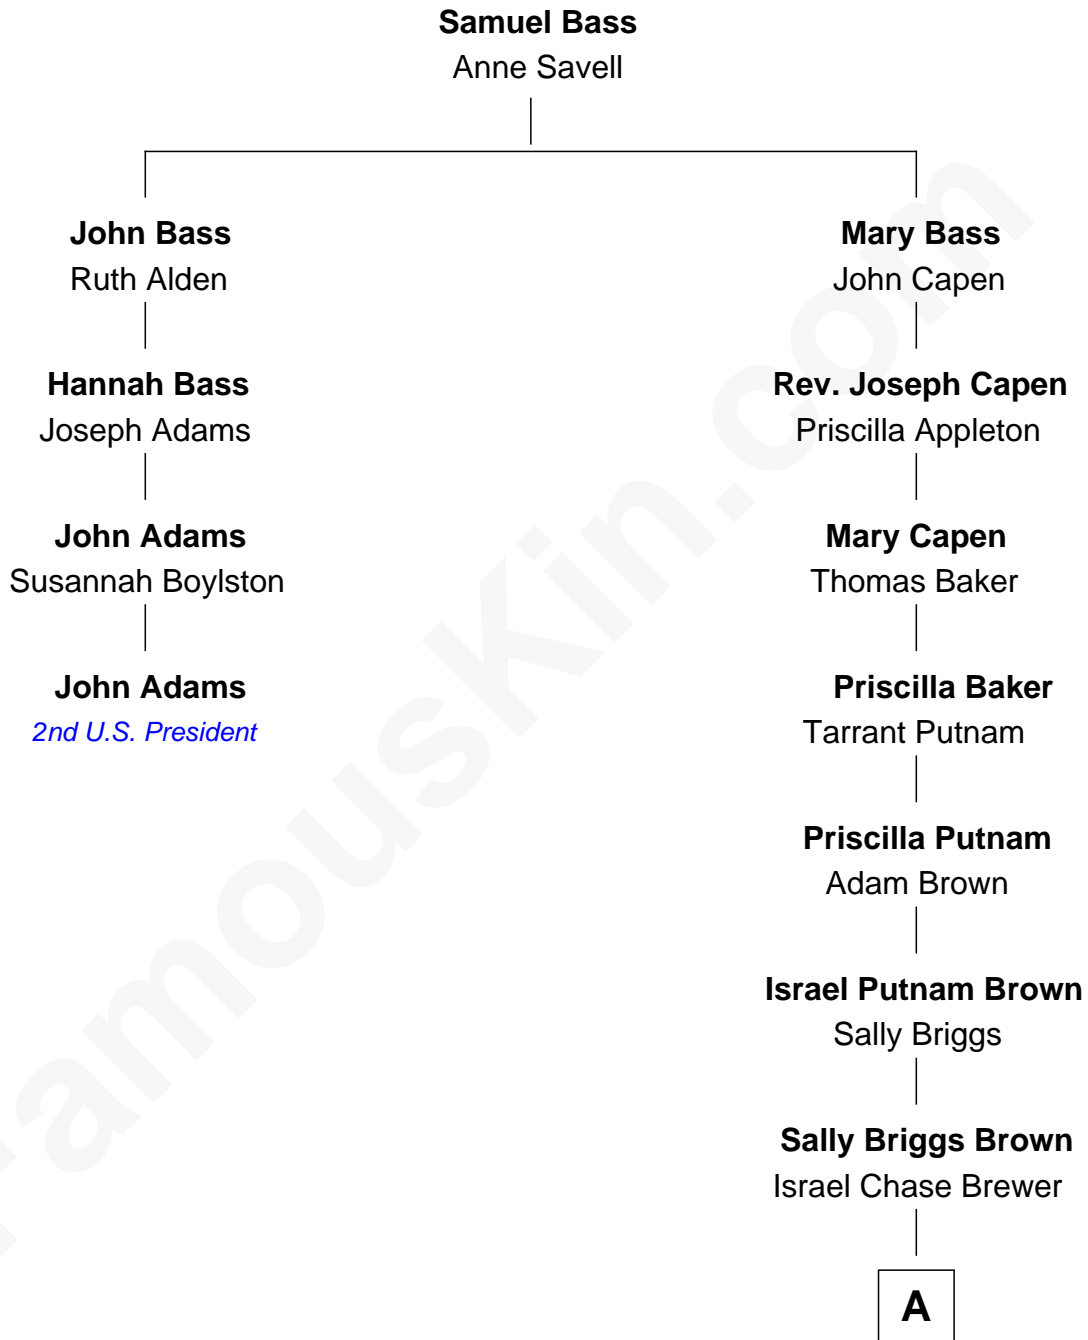 Samuel Bass
Anne Savell
John Bass
Ruth Alden
Mary Bass
John Capen
Hannah Bass
Joseph Adams
Rev. Joseph Capen
Priscilla Appleton
John Adams
Susannah Boylston
Mary Capen
Thomas Baker
John Adams
2nd U.S. President
Priscilla Baker
Tarrant Putnam
Priscilla Putnam
Adam Brown
Israel Putnam Brown
Sally Briggs
Sally Briggs Brown
Israel Chase Brewer
A
FamousKin.com